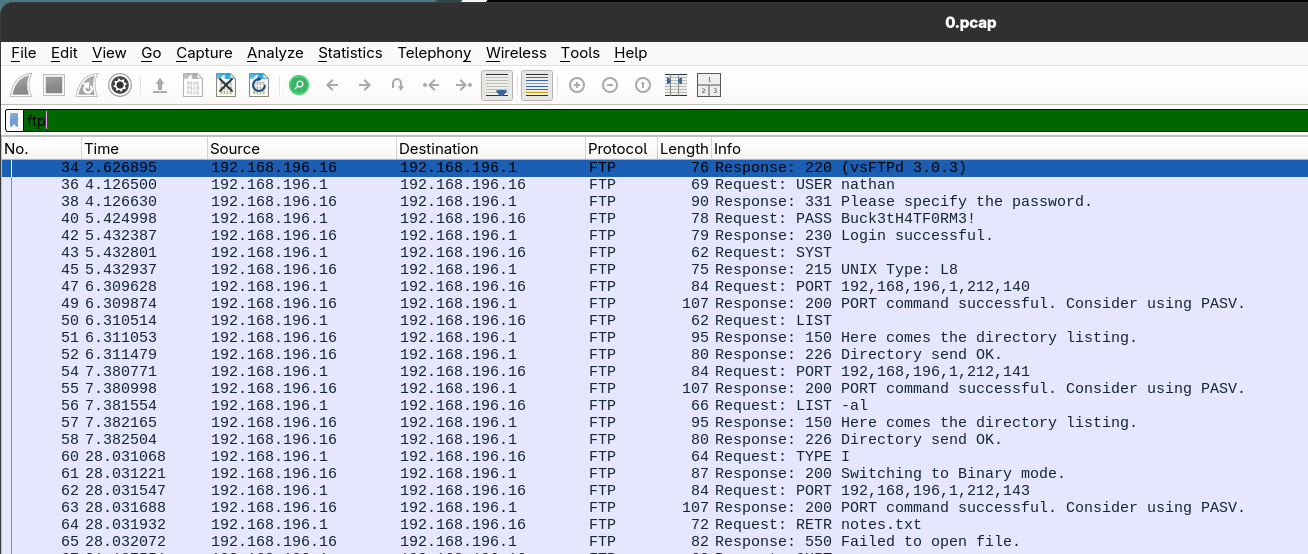 0.pcap
File Edit View Go Capture Analyze Statistics Telephony Wireless Tools Help
ftp
No. Time Source Destination Protocol Length Info
34 2.626895 192.168.196.16 192.168.196.1 FTP 76 Response: 220 (vsFTPd 3.0.3)
36 4.126500 192.168.196.1 192.168.196.16 FTP 69 Request: USER nathan
38 4.126630 192.168.196.16 192.168.196.1 FTP 90 Response: 331 Please specify the password.
40 5.424998 192.168.196.1 192.168.196.16 FTP 78 Request: PASS Buck3tH4TF0RM3!
42 5.432387 192.168.196.16 192.168.196.1 FTP 79 Response: 230 Login successful.
43 5.432801 192.168.196.1 192.168.196.16 FTP 62 Request: SYST
45 5.432937 192.168.196.16 192.168.196.1 FTP 75 Response: 215 UNIX Type: L8
47 6.309628 192.168.196.1 192.168.196.16 FTP 84 Request: PORT 192,168,196,1,212,140
49 6.309874 192.168.196.16 192.168.196.1 FTP 107 Response: 200 PORT command successful. Consider using PASV.
50 6.310514 192.168.196.1 192.168.196.16 FTP 62 Request: LIST
51 6.311053 192.168.196.16 192.168.196.1 FTP 95 Response: 150 Here comes the directory listing.
52 6.311479 192.168.196.16 192.168.196.1 FTP 80 Response: 226 Directory send OK.
54 7.380771 192.168.196.1 192.168.196.16 FTP 84 Request: PORT 192,168,196,1,212,141
55 7.380998 192.168.196.16 192.168.196.1 FTP 107 Response: 200 PORT command successful. Consider using PASV.
56 7.381554 192.168.196.1 192.168.196.16 FTP 66 Request: LIST -al
57 7.382165 192.168.196.16 192.168.196.1 FTP 95 Response: 150 Here comes the directory listing.
58 7.382504 192.168.196.16 192.168.196.1 FTP 80 Response: 226 Directory send OK.
60 28.031068 192.168.196.1 192.168.196.16 FTP 64 Request: TYPE I
61 28.031221 192.168.196.16 192.168.196.1 FTP 87 Response: 200 Switching to Binary mode.
62 28.031547 192.168.196.1 192.168.196.16 FTP 84 Request: PORT 192,168,196,1,212,143
63 28.031688 192.168.196.16 192.168.196.1 FTP 107 Response: 200 PORT command successful. Consider using PASV.
64 28.031932 192.168.196.1 192.168.196.16 FTP 72 Request: RETR notes.txt
65 28.032072 192.168.196.16 192.168.196.1 FTP 82 Response: 550 Failed to open file.